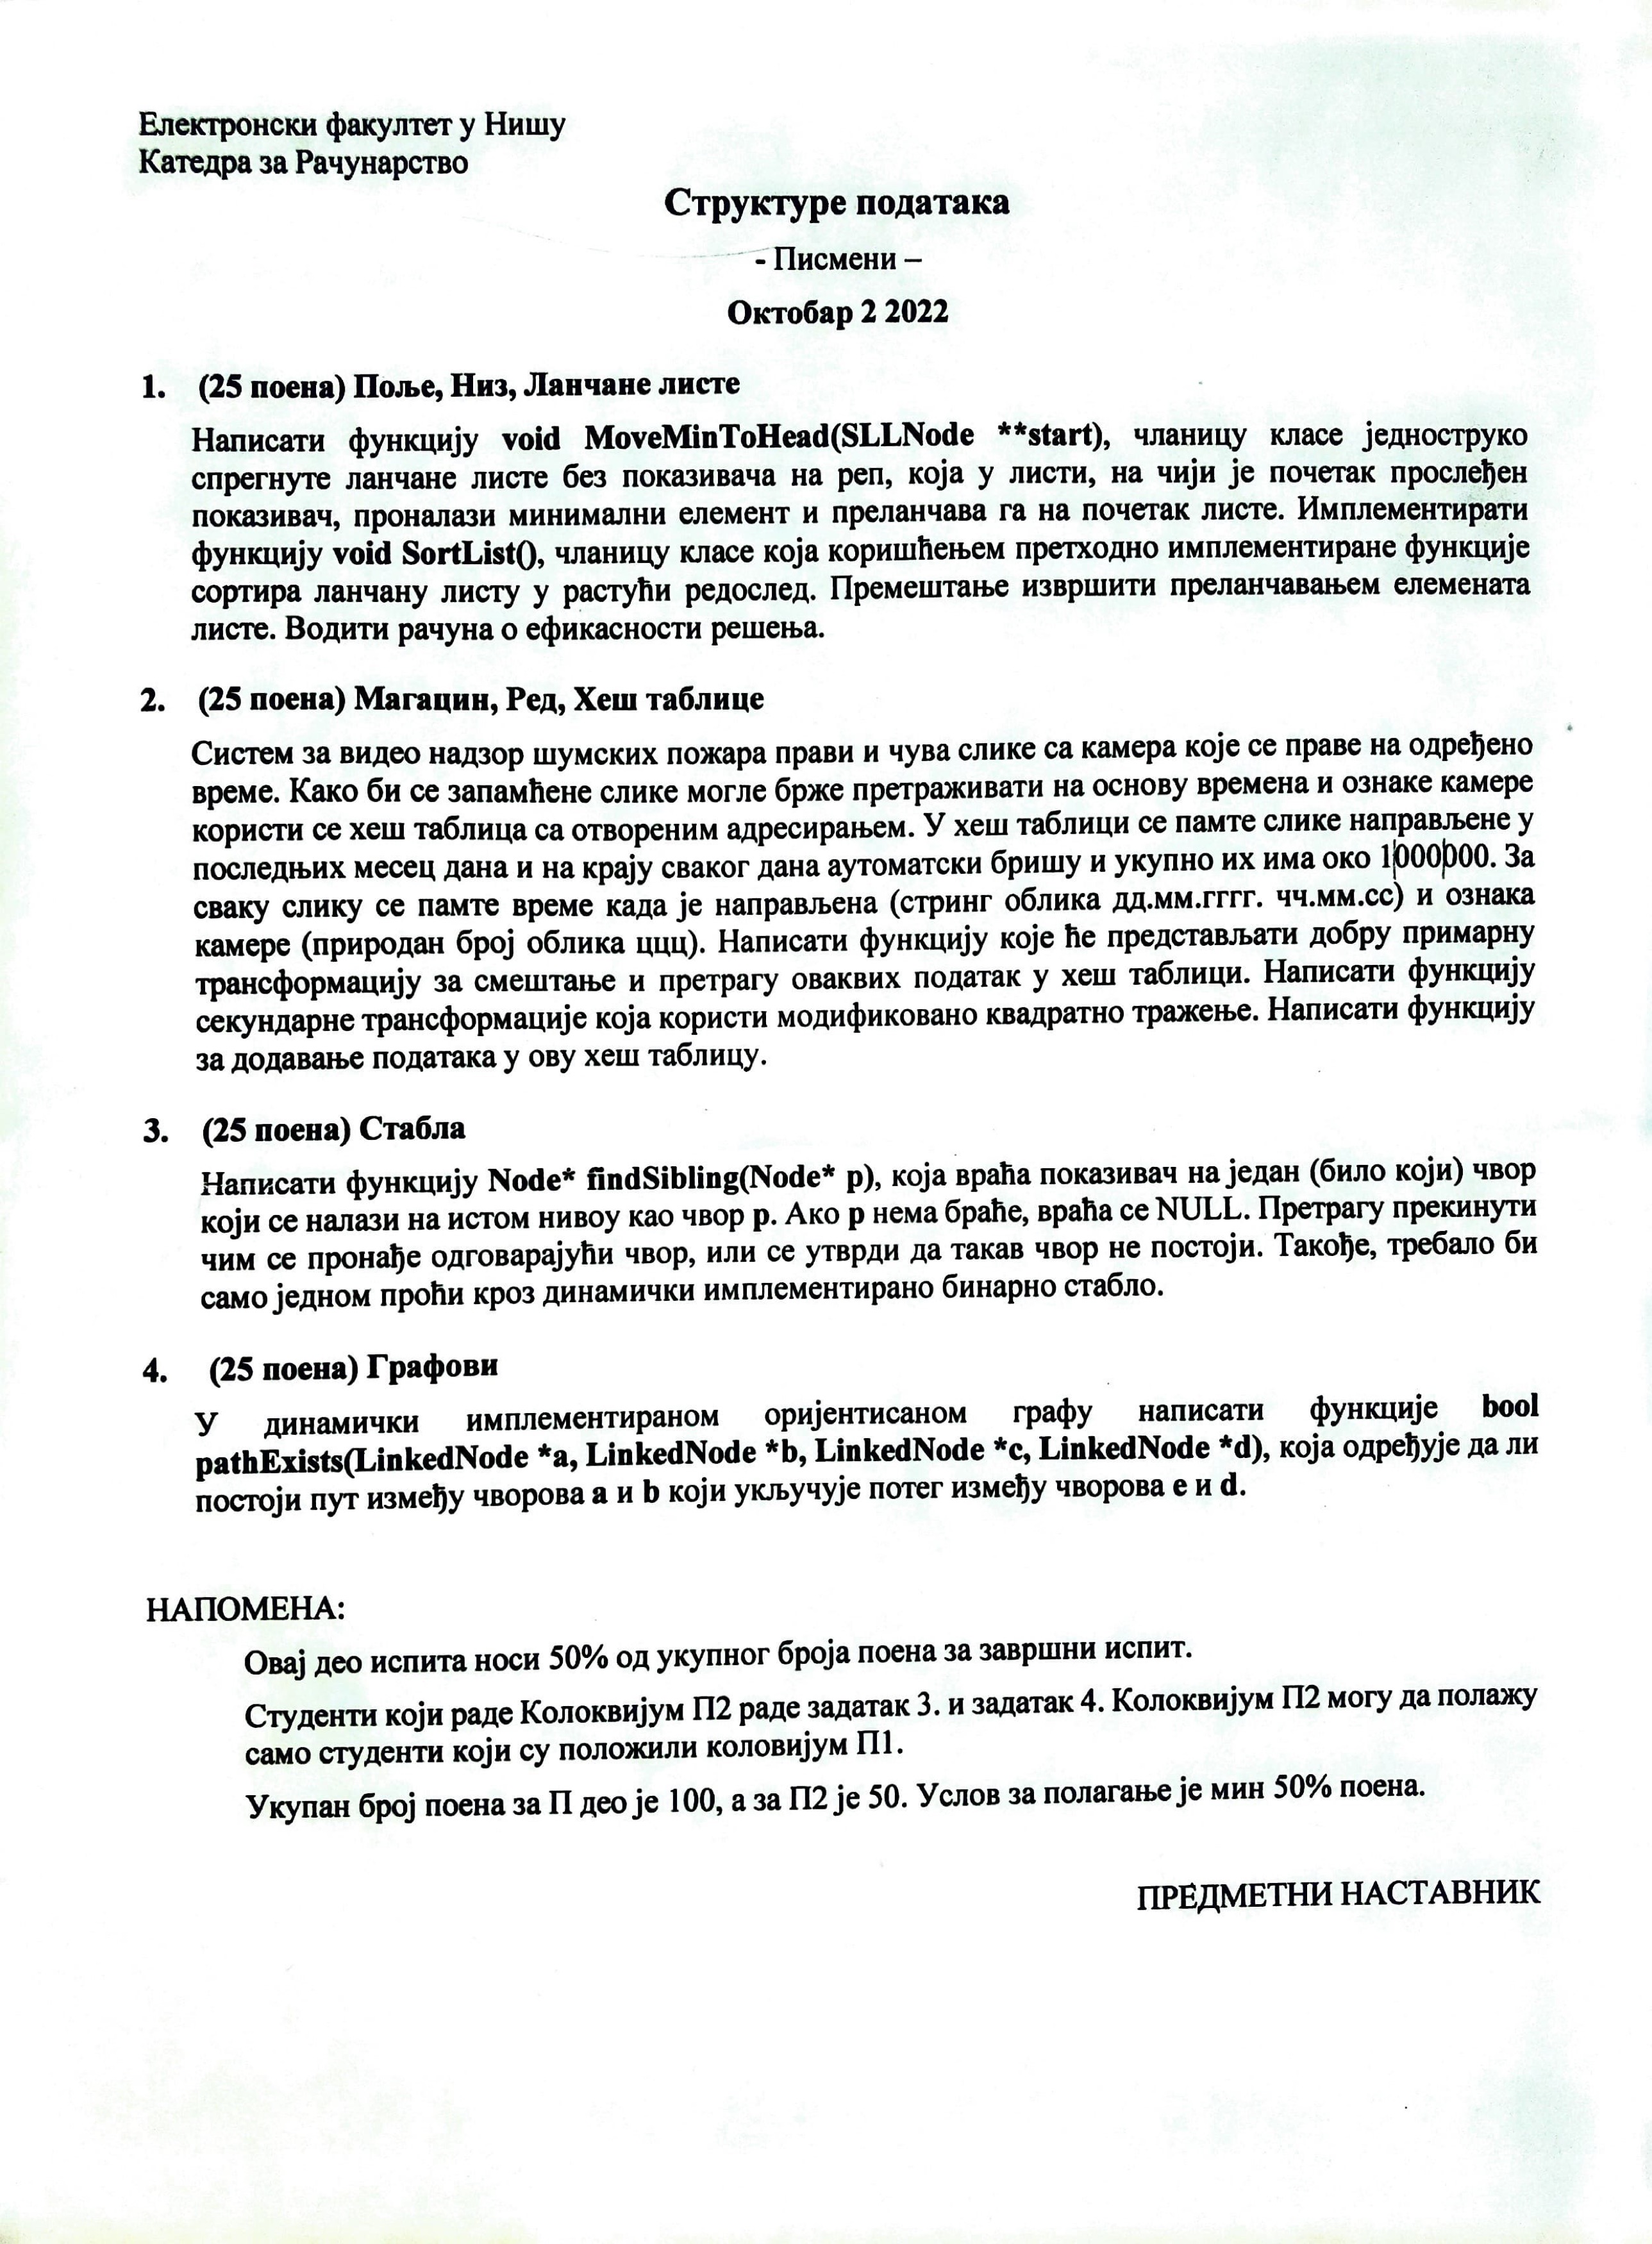 Електронски факултет у Нишу
Катедра за Рачунарство
Структуре података
- Писмени –
Октобар 2 2022
1. (25 поена) Поље, Низ, Ланчане листе
Написати функцију void MoveMinToHead(SLLNode **start), чланицу класе једноструко
спрегнуте ланчане листе без показивача на реп, која у листи, на чији је почетак прослеђен
показивач, проналази минимални елемент и преланчава га на почетак листе. Имплементирати
функцију void SortList(), чланицу класе која коришћењем претходно имплементиране функције
сортира ланчану листу у растући редослед. Премештање извршити преланчавањем елемената
листе. Водити рачуна о ефикасности решења.
2. (25 поена) Магацин, Ред, Хеш таблице
Систем за видео надзор шумских пожара прави и чува слике са камера које се праве на одређено
време. Како би се запамћене слике могле брже претраживати на основу времена и ознаке камере
користи се хеш таблица са отвореним адресирањем. У хеш таблици се памте слике направљене у
последњих месец дана и на крају сваког дана аутоматски бришу и укупно их има око 1000000. За
сваку слику се памте време када је направљена (стринг облика дд.мм.гггг. чч.мм.сс) и ознака
камере (природан број облика ццц). Написати функцију које ће представљати добру примарну
трансформацију за смештање и претрагу оваквих податак у хеш таблици. Написати функцију
секундарне трансформације која користи модификовано квадратно тражење. Написати функцију
за додавање података у ову хеш таблицу.
3. (25 поена) Стабла
Написати функцију Node* findSibling(Node* p), која враћа показивач на један (било који) чвор
који се налази на истом нивоу као чвор p. Ако p нема браће, враћа се NULL. Претрагу прекинути
чим се пронађе одговарајући чвор, или се утврди да такав чвор не постоји. Такође, требало би
само једном проћи кроз динамички имплементирано бинарно стабло.
4. (25 поена) Графови
У динамички имплементираном оријентисаном графу написати функције bool
pathExists(LinkedNode *a, LinkedNode *b, LinkedNode *c, LinkedNode *d), која одређује да ли
постоји пут између чворова a и b који укључује потег између чворова e и d.
НАПОМЕНА:
Овај део испита носи 50% од укупног броја поена за завршни испит.
Студенти који раде Колоквијум П2 раде задатак 3. и задатак 4. Колоквијум П2 могу да полажу
само студенти који су положили коловијум П1.
Укупан број поена за П део је 100, а за П2 је 50. Услов за полагање је мин 50% поена.
ПРЕДМЕТНИ НАСТАВНИК